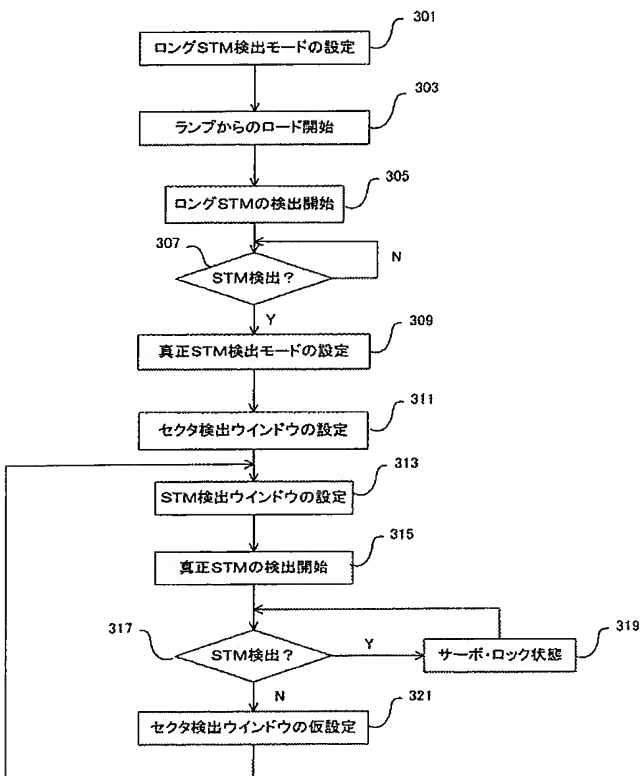 301
ロングSTM検出モードの設定
303
ランプからのロード開始
305
ロングSTMの検出開始
307
STM検出？
N
Y
309
真正STM検出モードの設定
311
セクタ検出ウインドウの設定
313
STM検出ウインドウの設定
315
真正STMの検出開始
317
STM検出？
Y
319
サーボ・ロック状態
N
321
セクタ検出ウインドウの仮設定